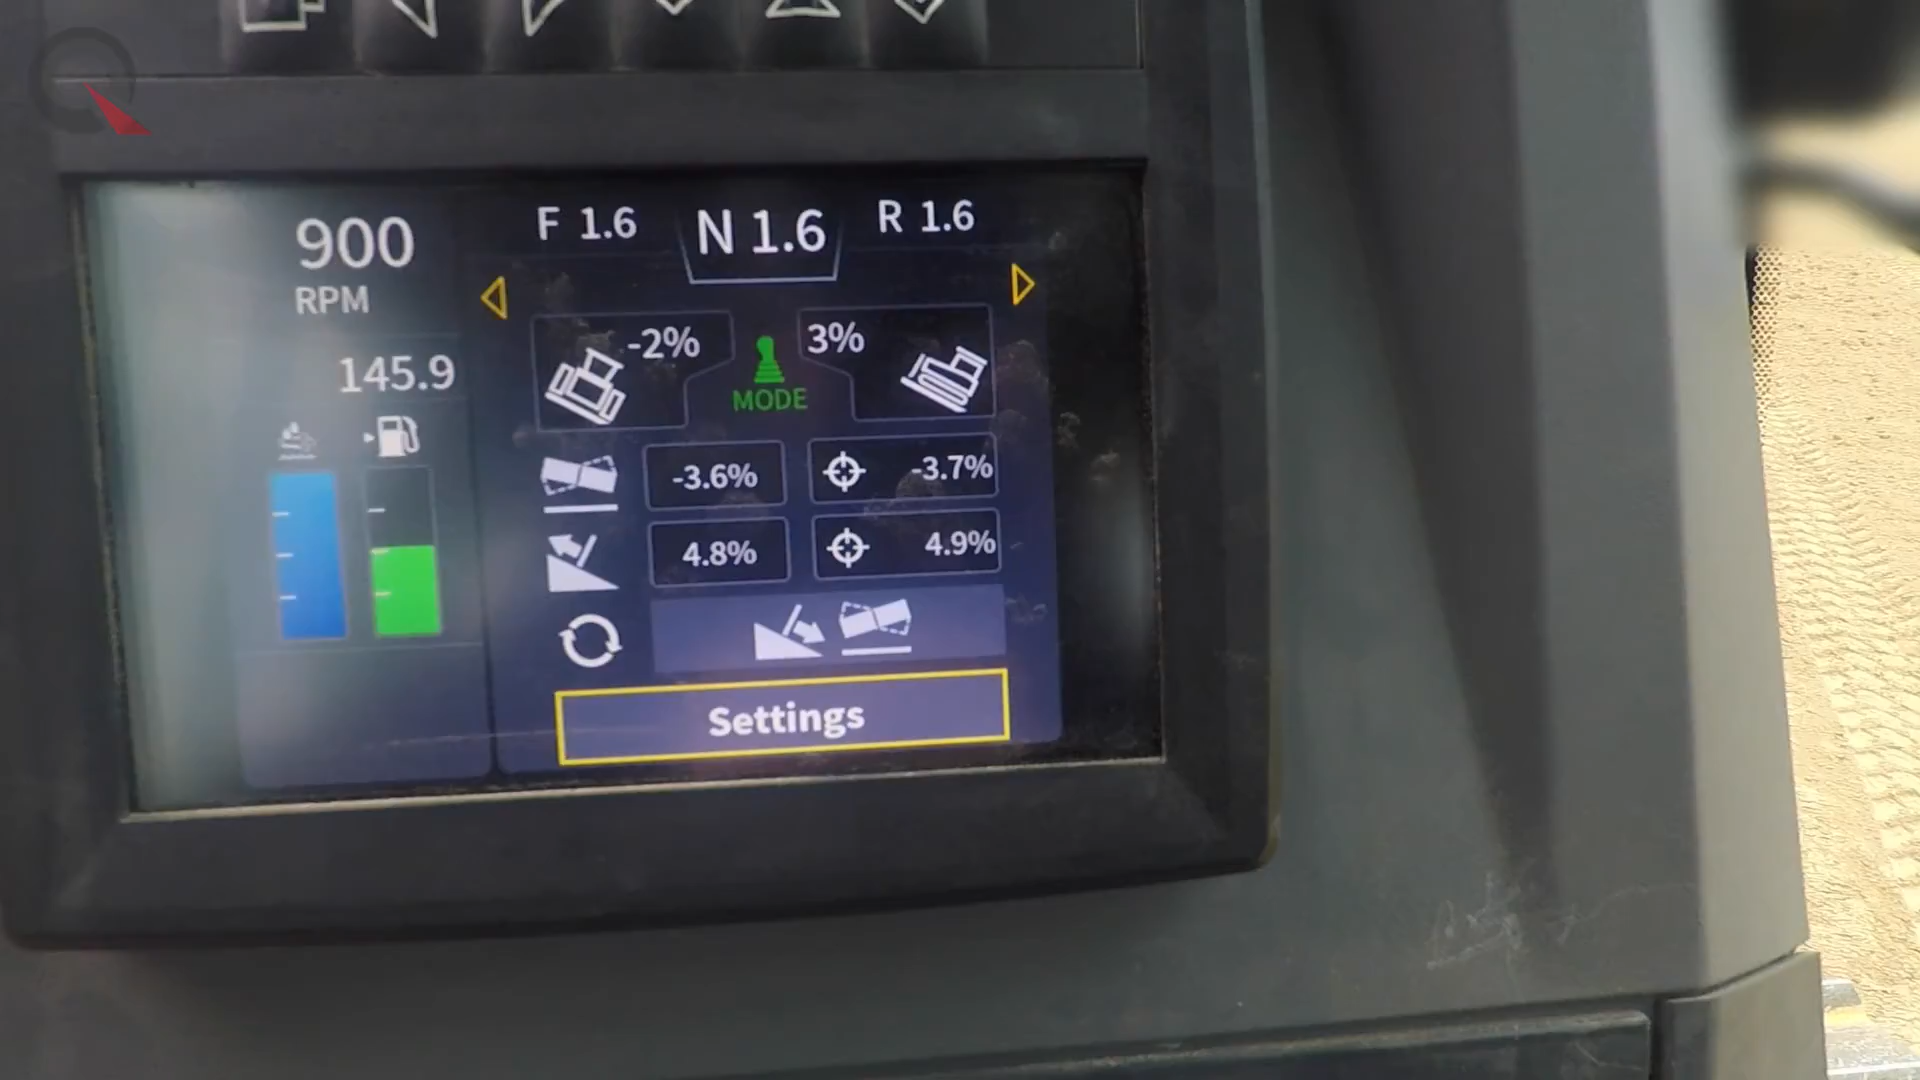 900
RPM
145.9
F 1.6
N 1.6
R 1.6
-2%
MODE
3%
-3.6%
-3.7%
4.8%
4.9%
Settings